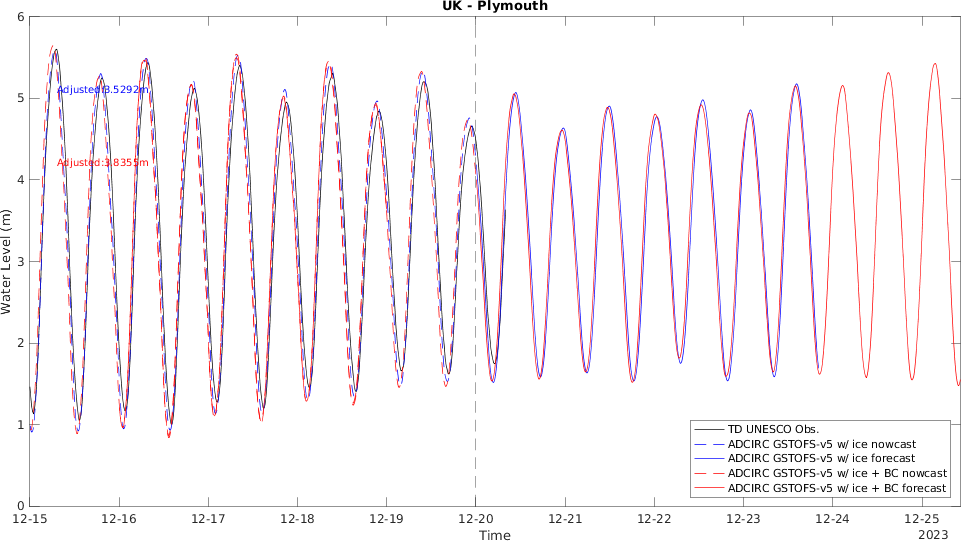 UK - Plymouth
6
5
4
3
2
1
0
Water Level (m)
Adjusted:3.5292m
Adjusted:3.8355m
TD UNESCO Obs.
ADCIRC GSTOFS-v5 w/ ice nowcast
ADCIRC GSTOFS-v5 w/ ice forecast
ADCIRC GSTOFS-v5 w/ ice + BC nowcast
ADCIRC GSTOFS-v5 w/ ice + BC forecast
12-15 12-16 12-17 12-18 12-19 12-20 12-21 12-22 12-23 12-24 12-25
Time
2023